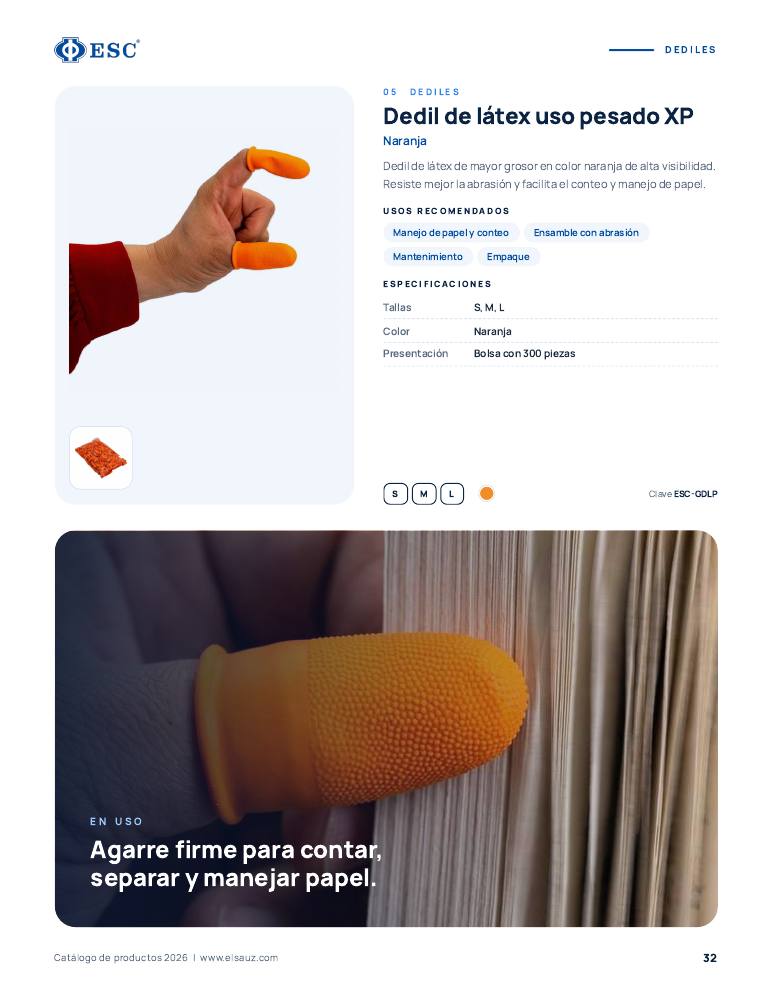 ESC®
DEDILES
05 DEDILES
Dedil de látex uso pesado XP
Naranja
Dedil de látex de mayor grosor en color naranja de alta visibilidad.
Resiste mejor la abrasión y facilita el conteo y manejo de papel.
USOS RECOMENDADOS
Manejo de papel y conteo Ensamble con abrasión
Mantenimiento Empaque
ESPECIFICACIONES
Tallas S, M, L
Color Naranja
Presentación Bolsa con 300 piezas
S M L Clave ESC-GDLP
EN USO
Agarre firme para contar,
separar y manejar papel.
Catálogo de productos 2026 | www.elsauz.com 32